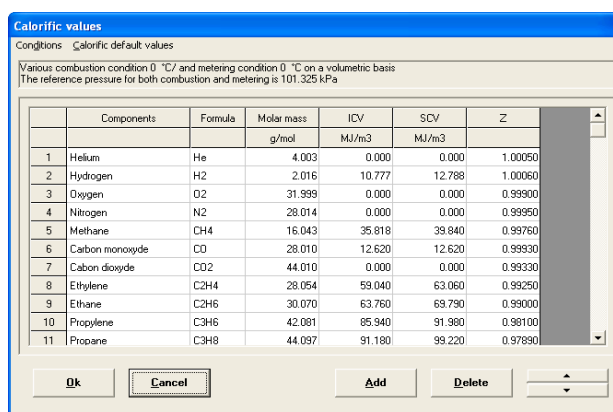 Calorific values
Conditions Calorific default values
Various combustion condition 0 °C/ and metering condition 0 °C on a volumetric basis
The reference pressure for both combustion and metering is 101.325 kPa
Components Formula Molar mass ICV SCV Z
g/mol MJ/m3 MJ/m3
1 Helium He 4.003 0.000 0.000 1.00050
2 Hydrogen H2 2.016 10.777 12.788 1.00060
3 Oxygen O2 31.999 0.000 0.000 0.99900
4 Nitrogen N2 28.014 0.000 0.000 0.99950
5 Methane CH4 16.043 35.818 39.840 0.99760
6 Carbon monoxyde CO 28.010 12.620 12.620 0.99930
7 Cabon dioxyde CO2 44.010 0.000 0.000 0.99330
8 Ethylene C2H4 28.054 59.040 63.060 0.99250
9 Ethane C2H6 30.070 63.760 69.790 0.99000
10 Propylene C3H6 42.081 85.940 91.980 0.98100
11 Propane C3H8 44.097 91.180 99.220 0.97890
Ok Cancel Add Delete